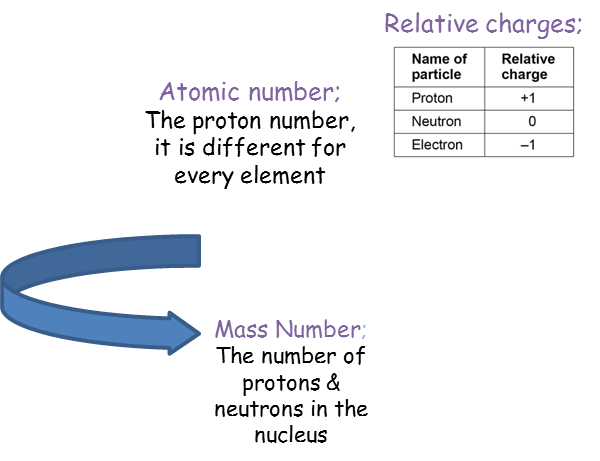 Relative charges;
Name of particle Relative charge
Proton +1
Neutron 0
Electron –1
Atomic number;
The proton number,
it is different for
every element
Mass Number;
The number of
protons &
neutrons in the
nucleus